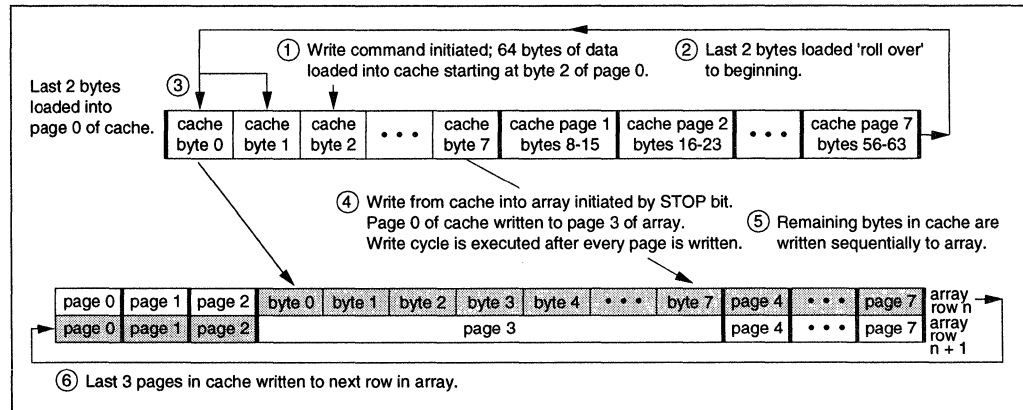 ① Write command initiated; 64 bytes of data
loaded into cache starting at byte 2 of page 0.
② Last 2 bytes loaded 'roll over'
to beginning.
Last 2 bytes
loaded into
page 0 of cache.
③
cache byte 0
cache byte 1
cache byte 2
• • •
cache byte 7
cache page 1 bytes 8-15
cache page 2 bytes 16-23
• • •
cache page 7 bytes 56-63
④ Write from cache into array initiated by STOP bit.
Page 0 of cache written to page 3 of array.
Write cycle is executed after every page is written.
⑤ Remaining bytes in cache are
written sequentially to array.
page 0 page 1 page 2 byte 0 byte 1 byte 2 byte 3 byte 4 • • • byte 7 page 4 • • • page 7 array row n
page 0 page 1 page 2 page 3 page 4 • • • page 7 array row n + 1
⑥ Last 3 pages in cache written to next row in array.